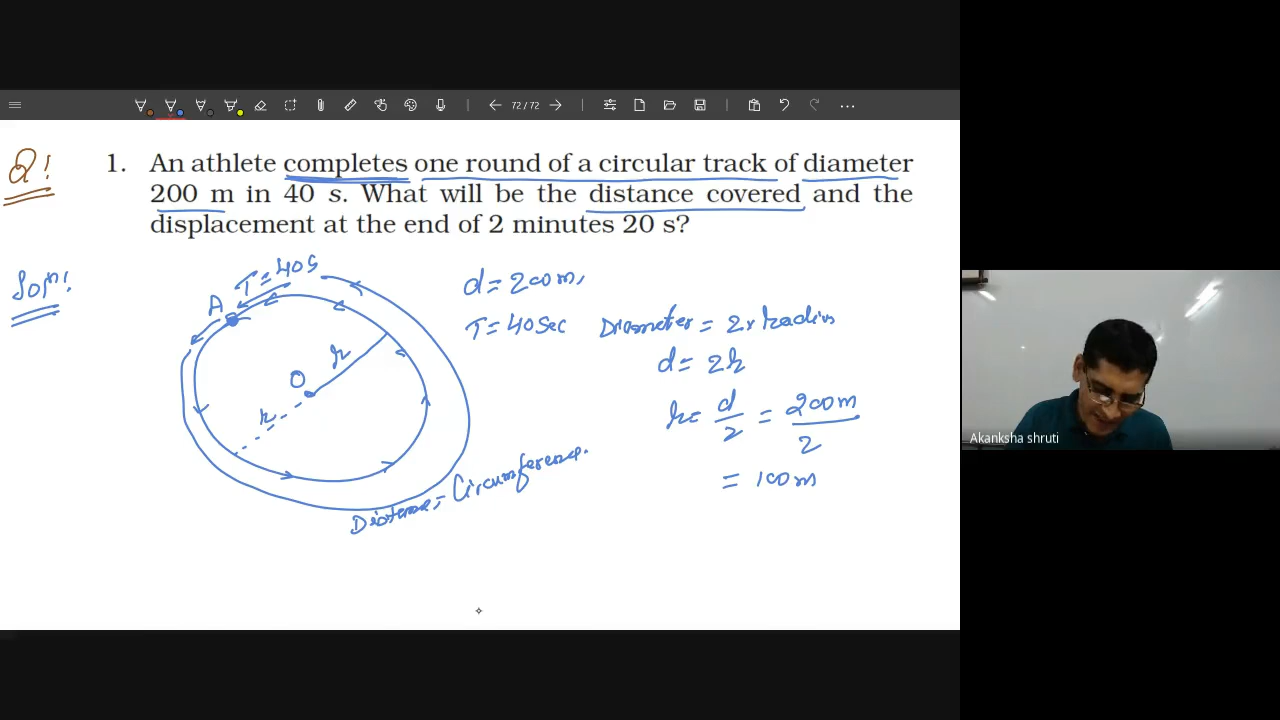 72/72
Q!
1. An athlete completes one round of a circular track of diameter
200 m in 40 s. What will be the distance covered and the
displacement at the end of 2 minutes 20 s?
Solⁿ!
T = 40S
A
d = 200m,
T = 40Sec
Diameter = 2x radius
r
O
r
d = 2r
r = d/2 = 200m/2
= 100m
Distance = Circumference.
Akanksha shruti